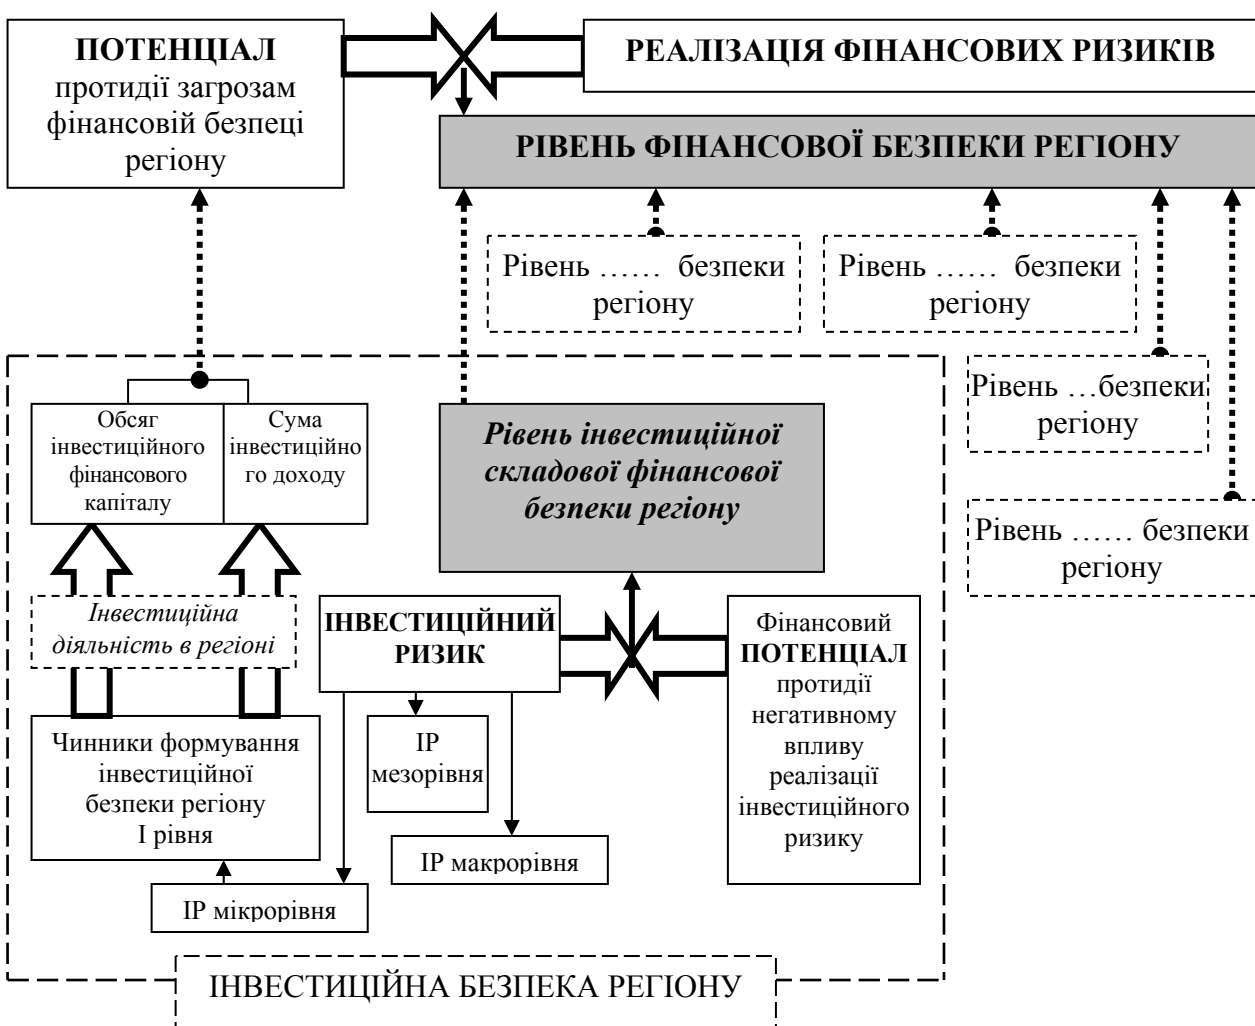 ПОТЕНЦІАЛ
протидії загрозам
фінансовій безпеці
регіону
РЕАЛІЗАЦІЯ ФІНАНСОВИХ РИЗИКІВ
РІВЕНЬ ФІНАНСОВОЇ БЕЗПЕКИ РЕГІОНУ
Рівень …… безпеки
регіону
Рівень …… безпеки
регіону
Рівень …безпеки
регіону
Рівень …… безпеки
регіону
Обсяг
інвестиційного
фінансового
капіталу
Сума
інвестиційно
го доходу
Рівень інвестиційної
складової фінансової
безпеки регіону
Інвестиційна
діяльність в регіоні
ІНВЕСТИЦІЙНИЙ
РИЗИК
Фінансовий
ПОТЕНЦІАЛ
протидії
негативному
впливу
реалізації
інвестиційного
ризику
Чинники формування
інвестиційної
безпеки регіону
І рівня
ІР
мезорівня
ІР макрорівня
ІР мікрорівня
ІНВЕСТИЦІЙНА БЕЗПЕКА РЕГІОНУ